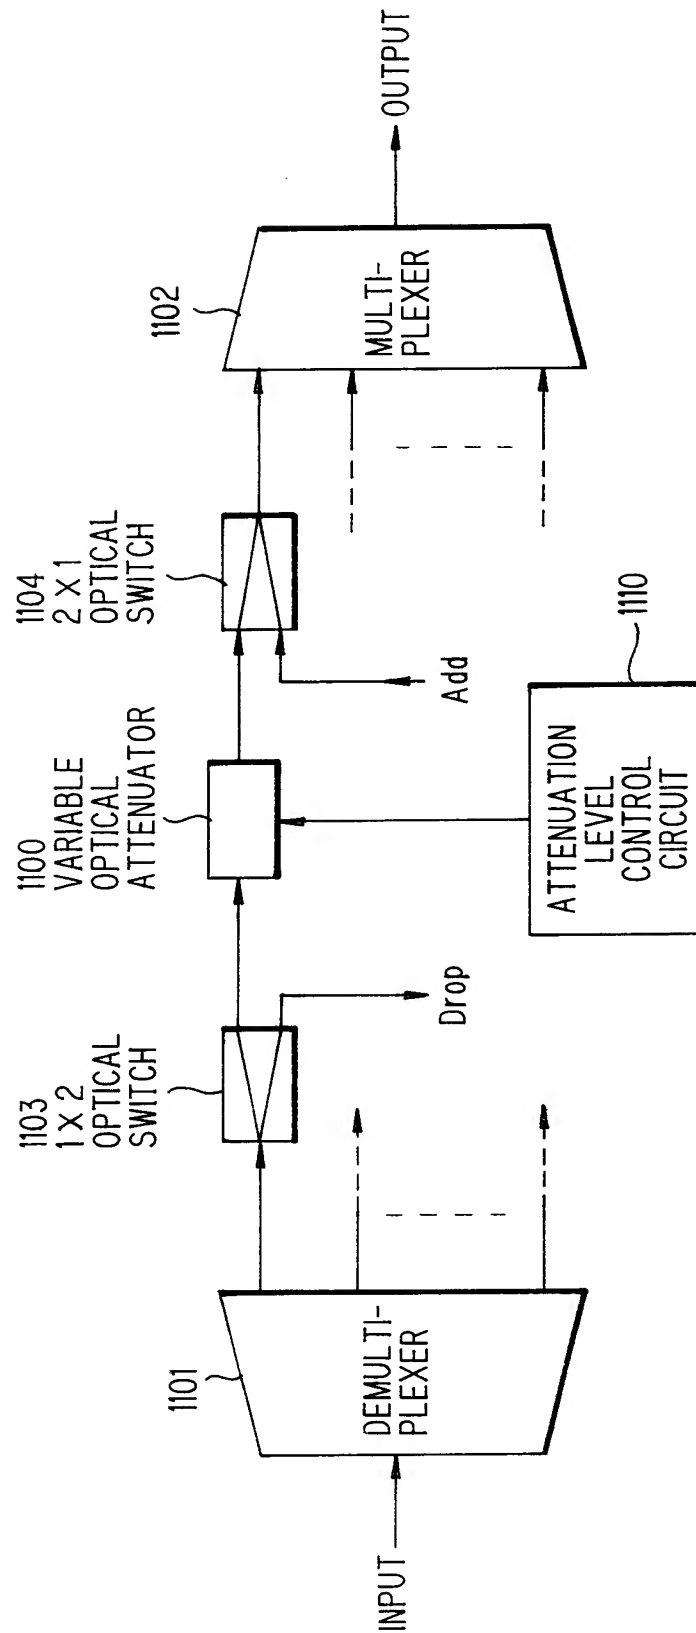 INPUT
1101
DEMULTI-
PLEXER
1103
1 X 2
OPTICAL
SWITCH
Drop
1100
VARIABLE
OPTICAL
ATTENUATOR
ATTENUATION
LEVEL
CONTROL
CIRCUIT
1110
Add
1104
2 X 1
OPTICAL
SWITCH
1102
MULTI-
PLEXER
OUTPUT